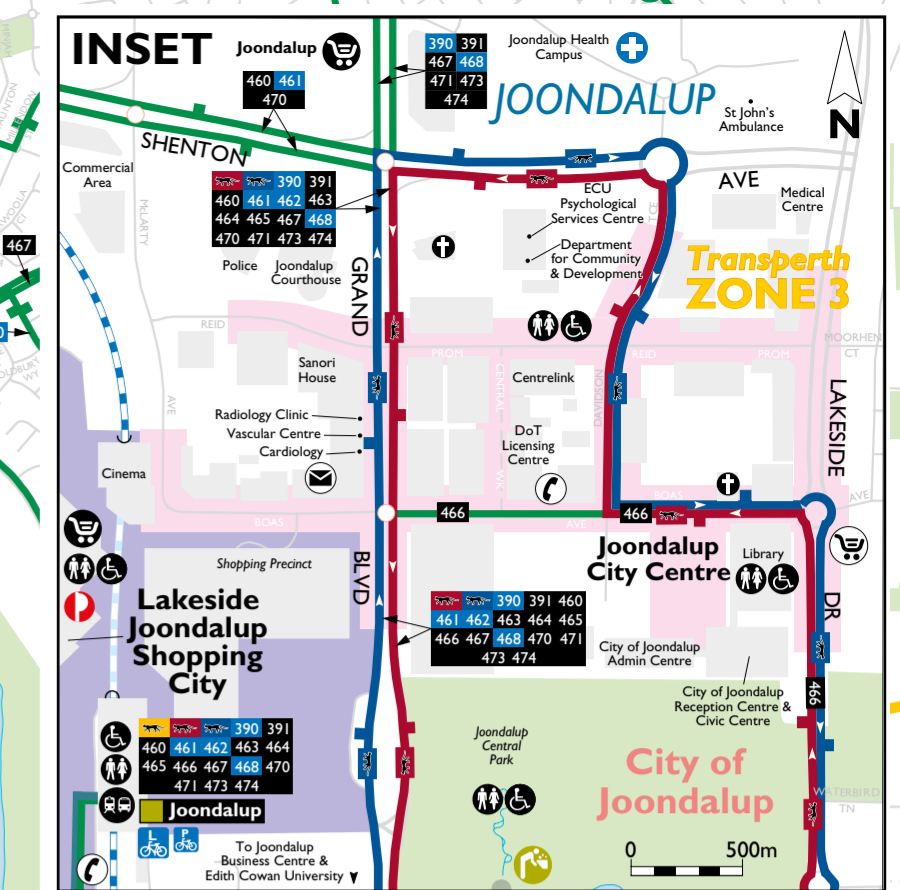 INSET
Joondalup
460 461
470
390 391
467 468
471 473
474
Joondalup Health
Campus
JOONDALUP
St John's
Ambulance
N
SHENTON
AVE
Commercial
Area
McLARTY
AVE
390 391
460 461 462 463
464 465 467 468
470 471 473 474
Police
Joondalup
Courthouse
GRAND
BLVD
ECU
Psychological
Services Centre
Department
for Community
& Development
TCE
Medical
Centre
Transperth
ZONE 3
467
REID
PROM
REID
PROM
MOORHEN
CT
Sanori
House
CENTRAL
WK
Centrelink
DAVIDSON
LAKESIDE
DR
Radiology Clinic
Vascular Centre
Cardiology
DoT
Licensing
Centre
Cinema
BOAS
AVE
BOAS
AVE
466
466
Shopping Precinct
Joondalup
City Centre
Library
Lakeside
Joondalup
Shopping
City
390 391 460
461 462 463 464 465
466 467 468 470 471
473 474
City of Joondalup
Admin Centre
City of Joondalup
Reception Centre &
Civic Centre
466
390 391
460 461 462 463 464
465 466 467 468 470
471 473 474
Joondalup
L
P
Joondalup
Central
Park
City of
Joondalup
WATERBIRD
TN
0 500m
To Joondalup
Business Centre &
Edith Cowan University